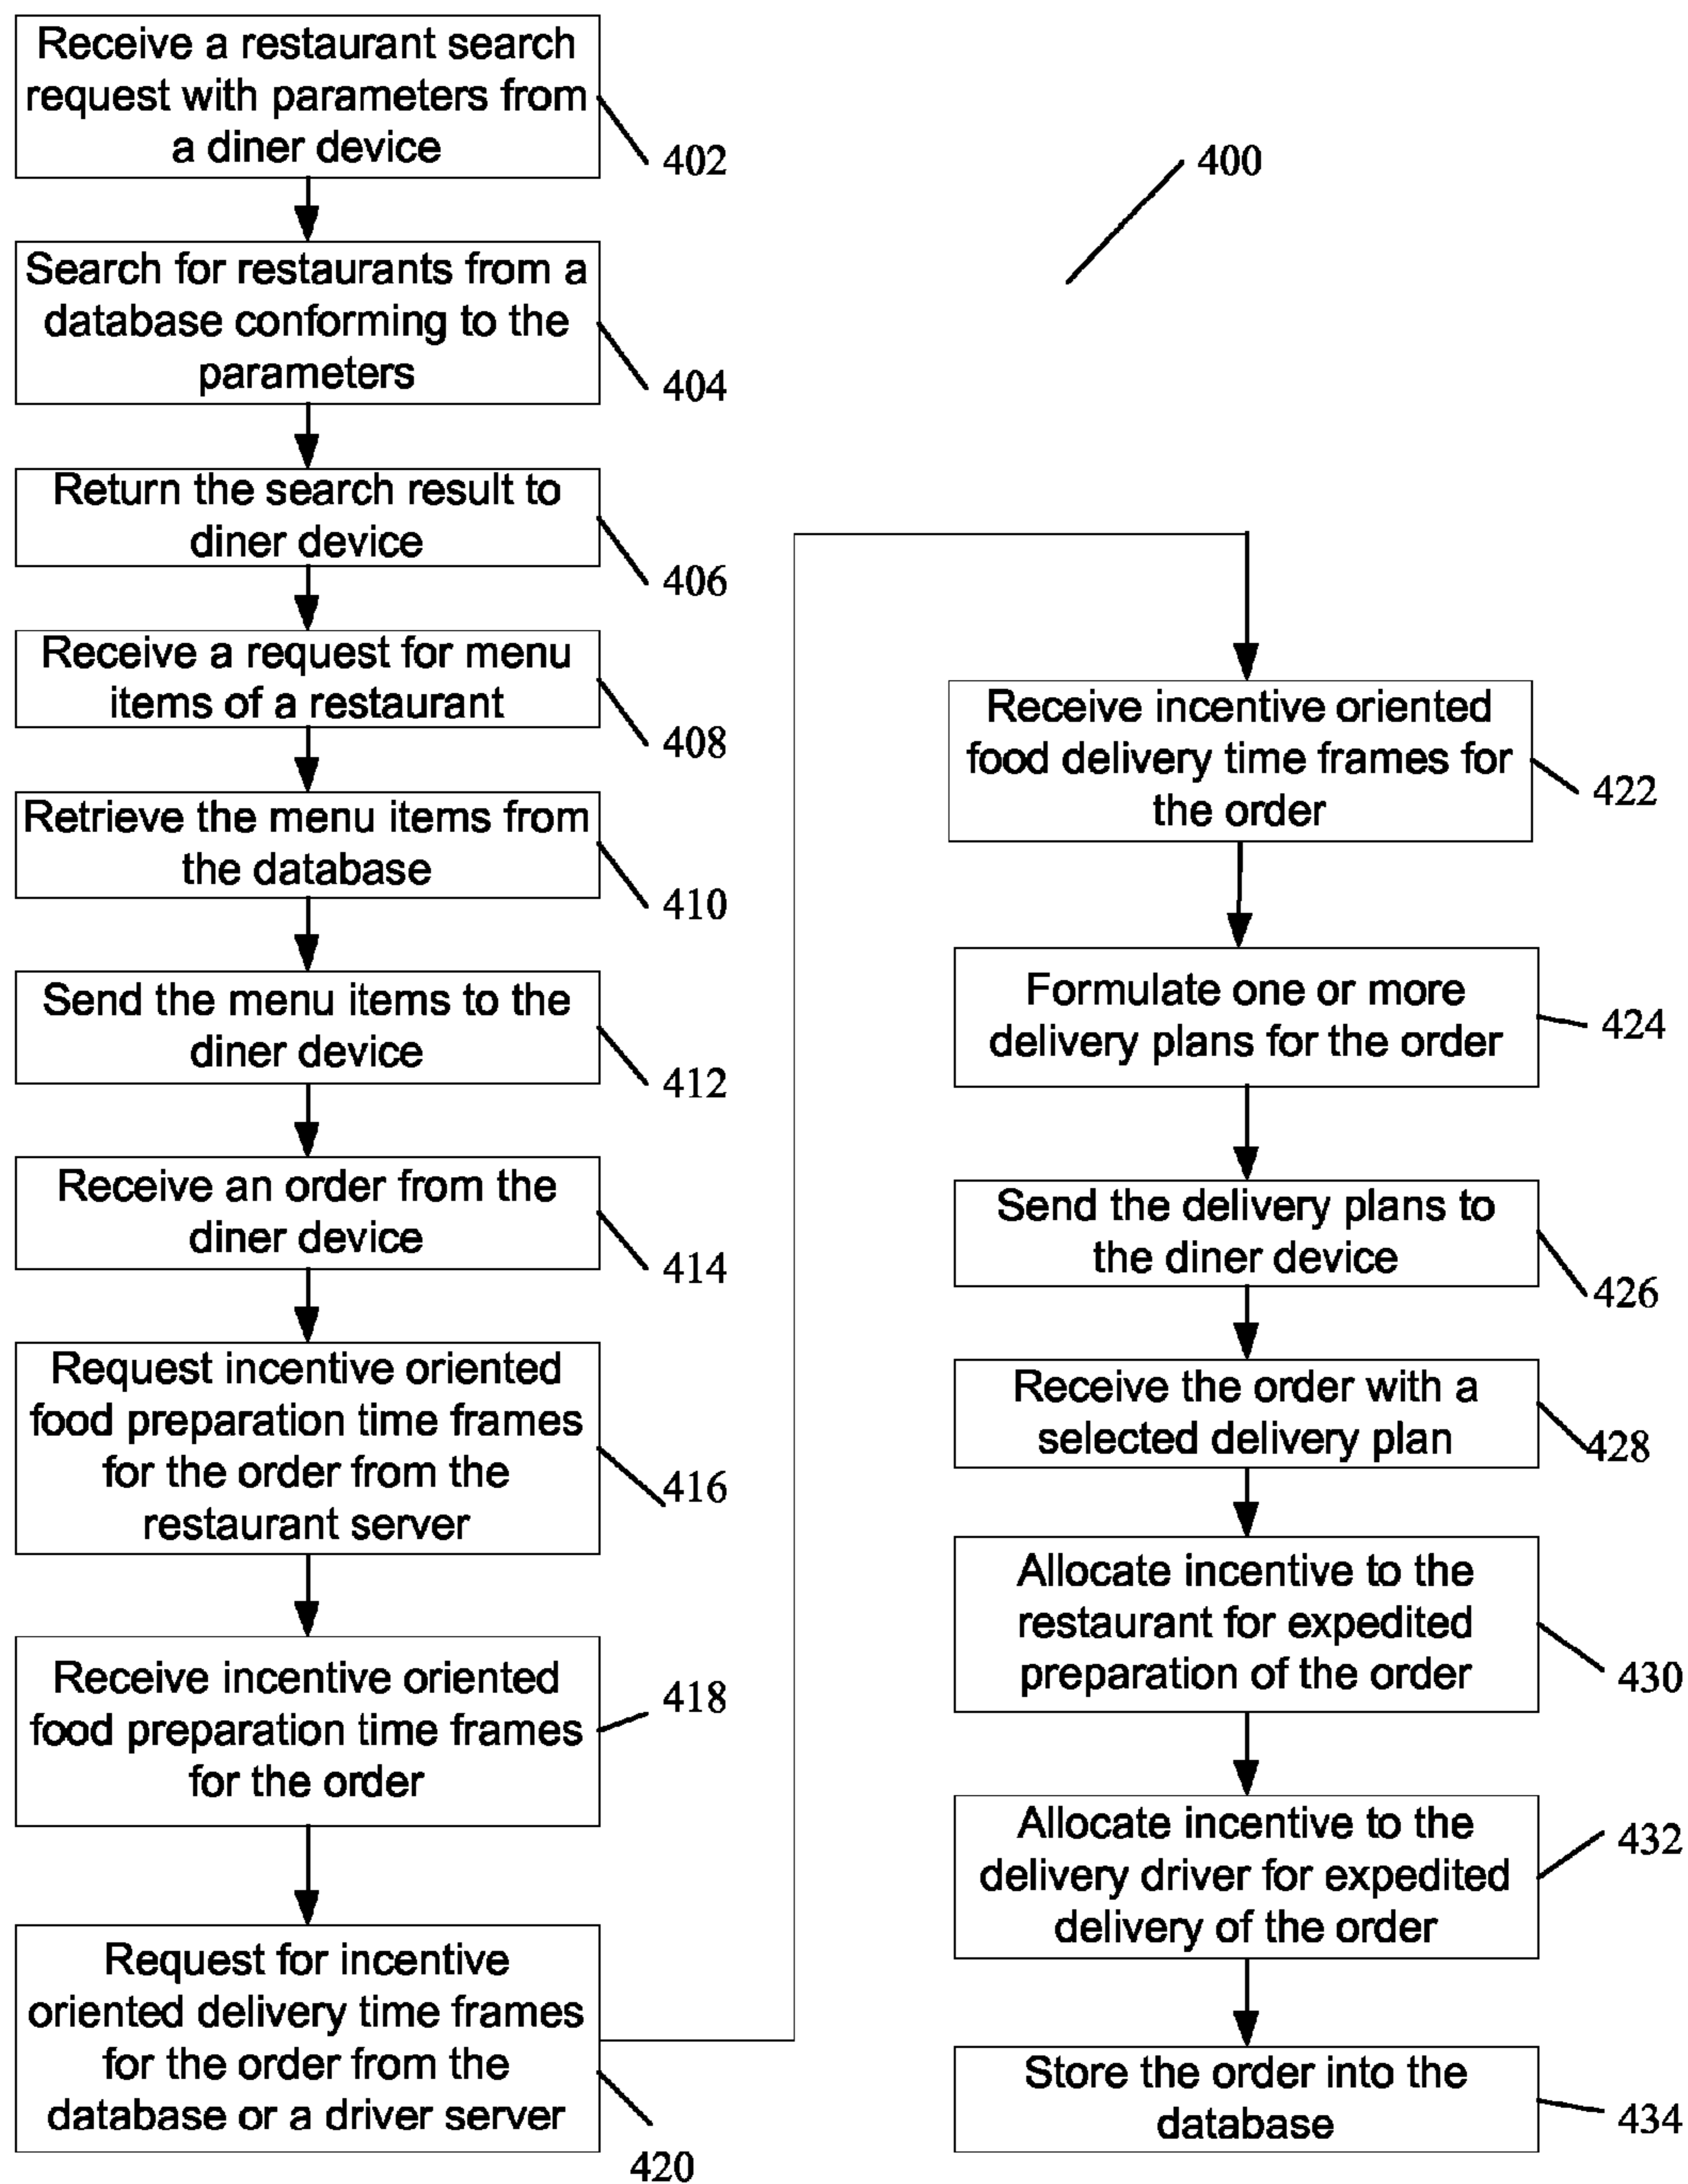 Receive a restaurant search
request with parameters from
a diner device
402
Search for restaurants from a
database conforming to the
parameters
404
Return the search result to
diner device
406
Receive a request for menu
items of a restaurant
408
Retrieve the menu items from
the database
410
Send the menu items to the
diner device
412
Receive an order from the
diner device
414
Request incentive oriented
food preparation time frames
for the order from the
restaurant server
416
Receive incentive oriented
food preparation time frames
for the order
418
Request for incentive
oriented delivery time frames
for the order from the
database or a driver server
420
400
Receive incentive oriented
food delivery time frames for
the order
422
Formulate one or more
delivery plans for the order
424
Send the delivery plans to
the diner device
426
Receive the order with a
selected delivery plan
428
Allocate incentive to the
restaurant for expedited
preparation of the order
430
Allocate incentive to the
delivery driver for expedited
delivery of the order
432
Store the order into the
database
434